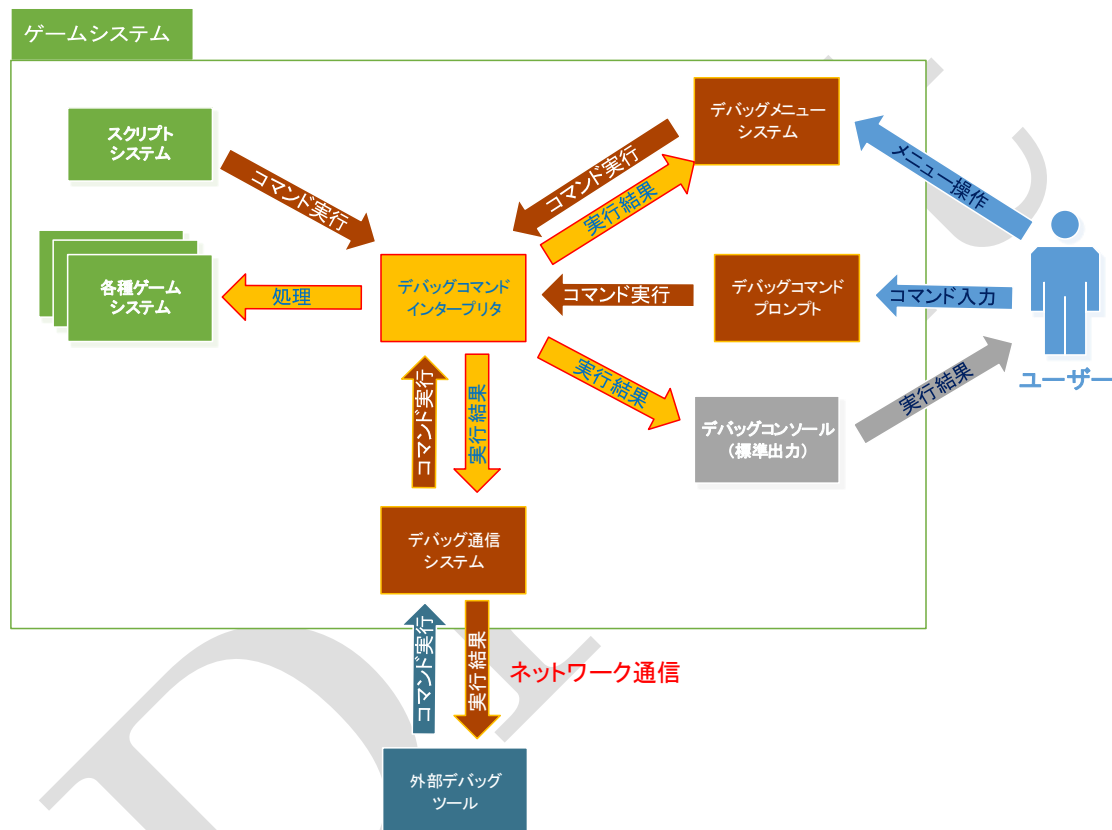 ゲームシステム
スクリプト
システム
コマンド実行
各種ゲーム
システム
処理
デバッグコマンド
インタープリタ
コマンド実行
実行結果
デバッグメニュー
システム
メニュー操作
コマンド実行
デバッグコマンド
プロンプト
コマンド入力
ユーザー
実行結果
デバッグコンソール
（標準出力）
実行結果
コマンド実行
実行結果
デバッグ通信
システム
コマンド実行
実行結果
ネットワーク通信
外部デバッグ
ツール